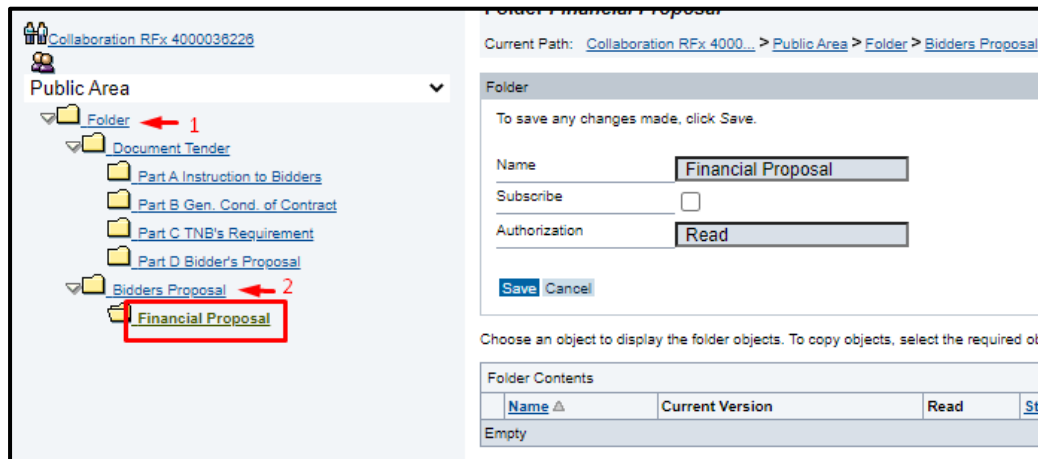 Folder Financial Proposal
Collaboration RFx 4000036226
Current Path: Collaboration RFx 4000... > Public Area > Folder > Bidders Proposal
Public Area
Folder
1
Document Tender
Part A Instruction to Bidders
Part B Gen. Cond. of Contract
Part C TNB's Requirement
Part D Bidder's Proposal
Bidders Proposal
2
Financial Proposal
Folder
To save any changes made, click Save.
Name Financial Proposal
Subscribe
Authorization Read
Save Cancel
Choose an object to display the folder objects. To copy objects, select the required ob
Folder Contents
Name Current Version Read St
Empty